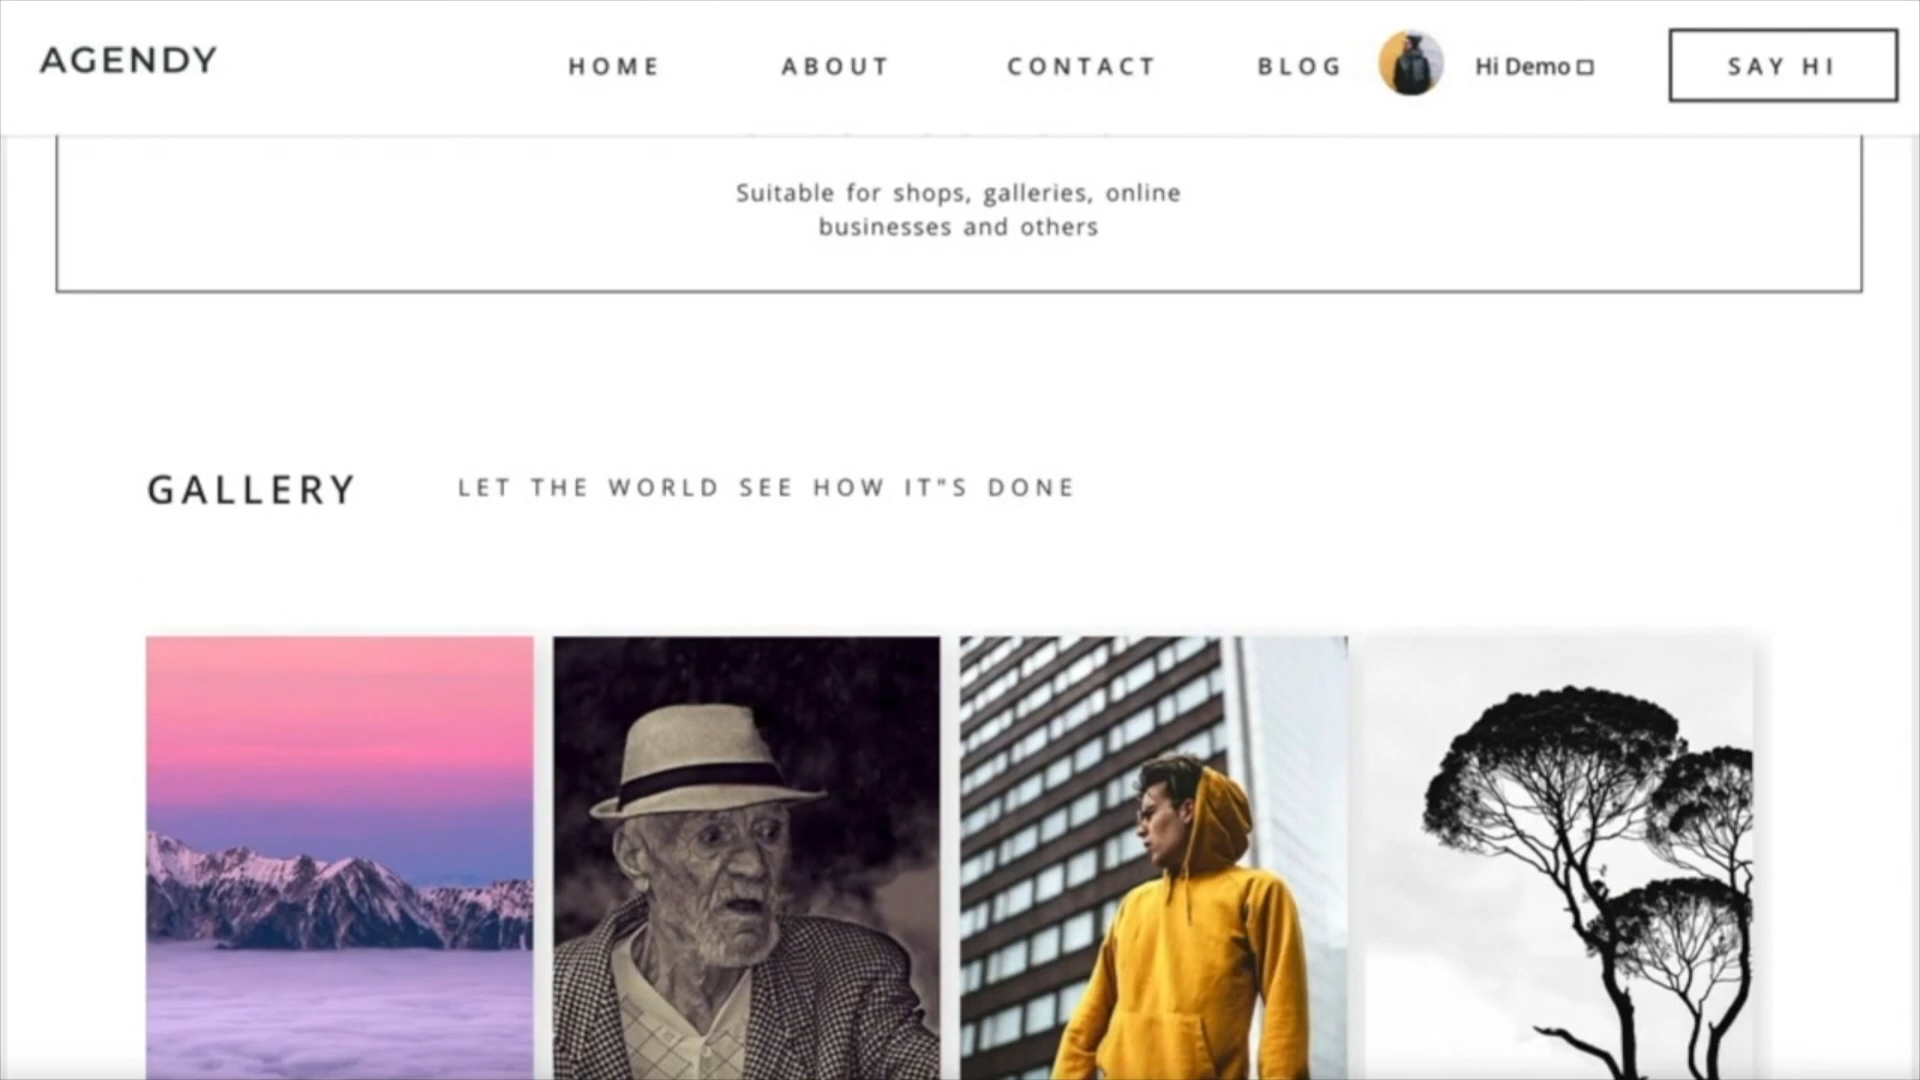 AGENDY
HOME ABOUT CONTACT BLOG Hi Demo SAY HI
Suitable for shops, galleries, online
businesses and others
GALLERY LET THE WORLD SEE HOW IT"S DONE